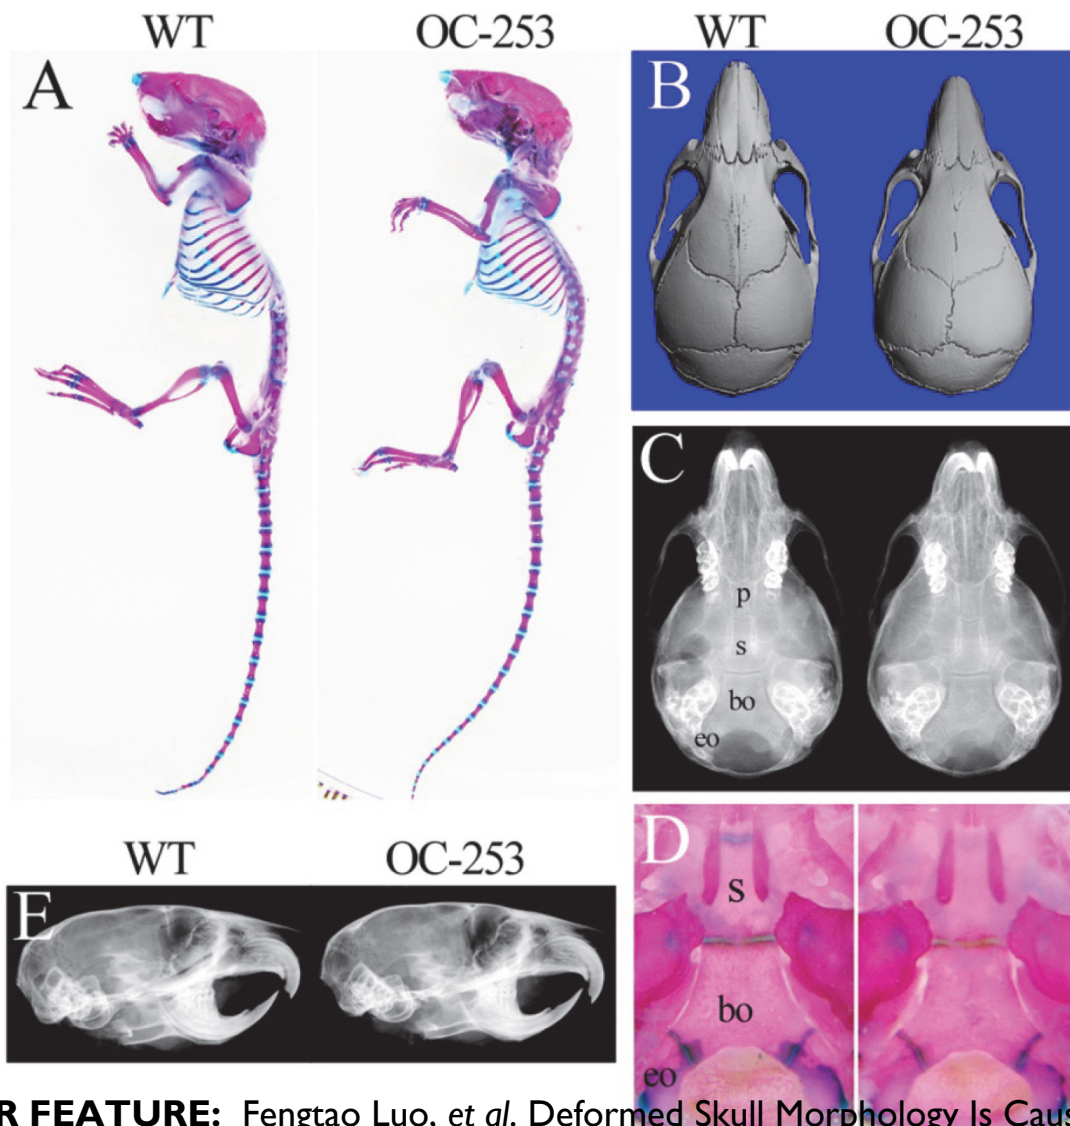 WT OC-253 WT OC-253
A B
C
p
s
bo
eo
WT OC-253
D
E
s
bo
eo
R FEATURE: Fengtao Luo, et al. Deformed Skull Morphology Is Caus